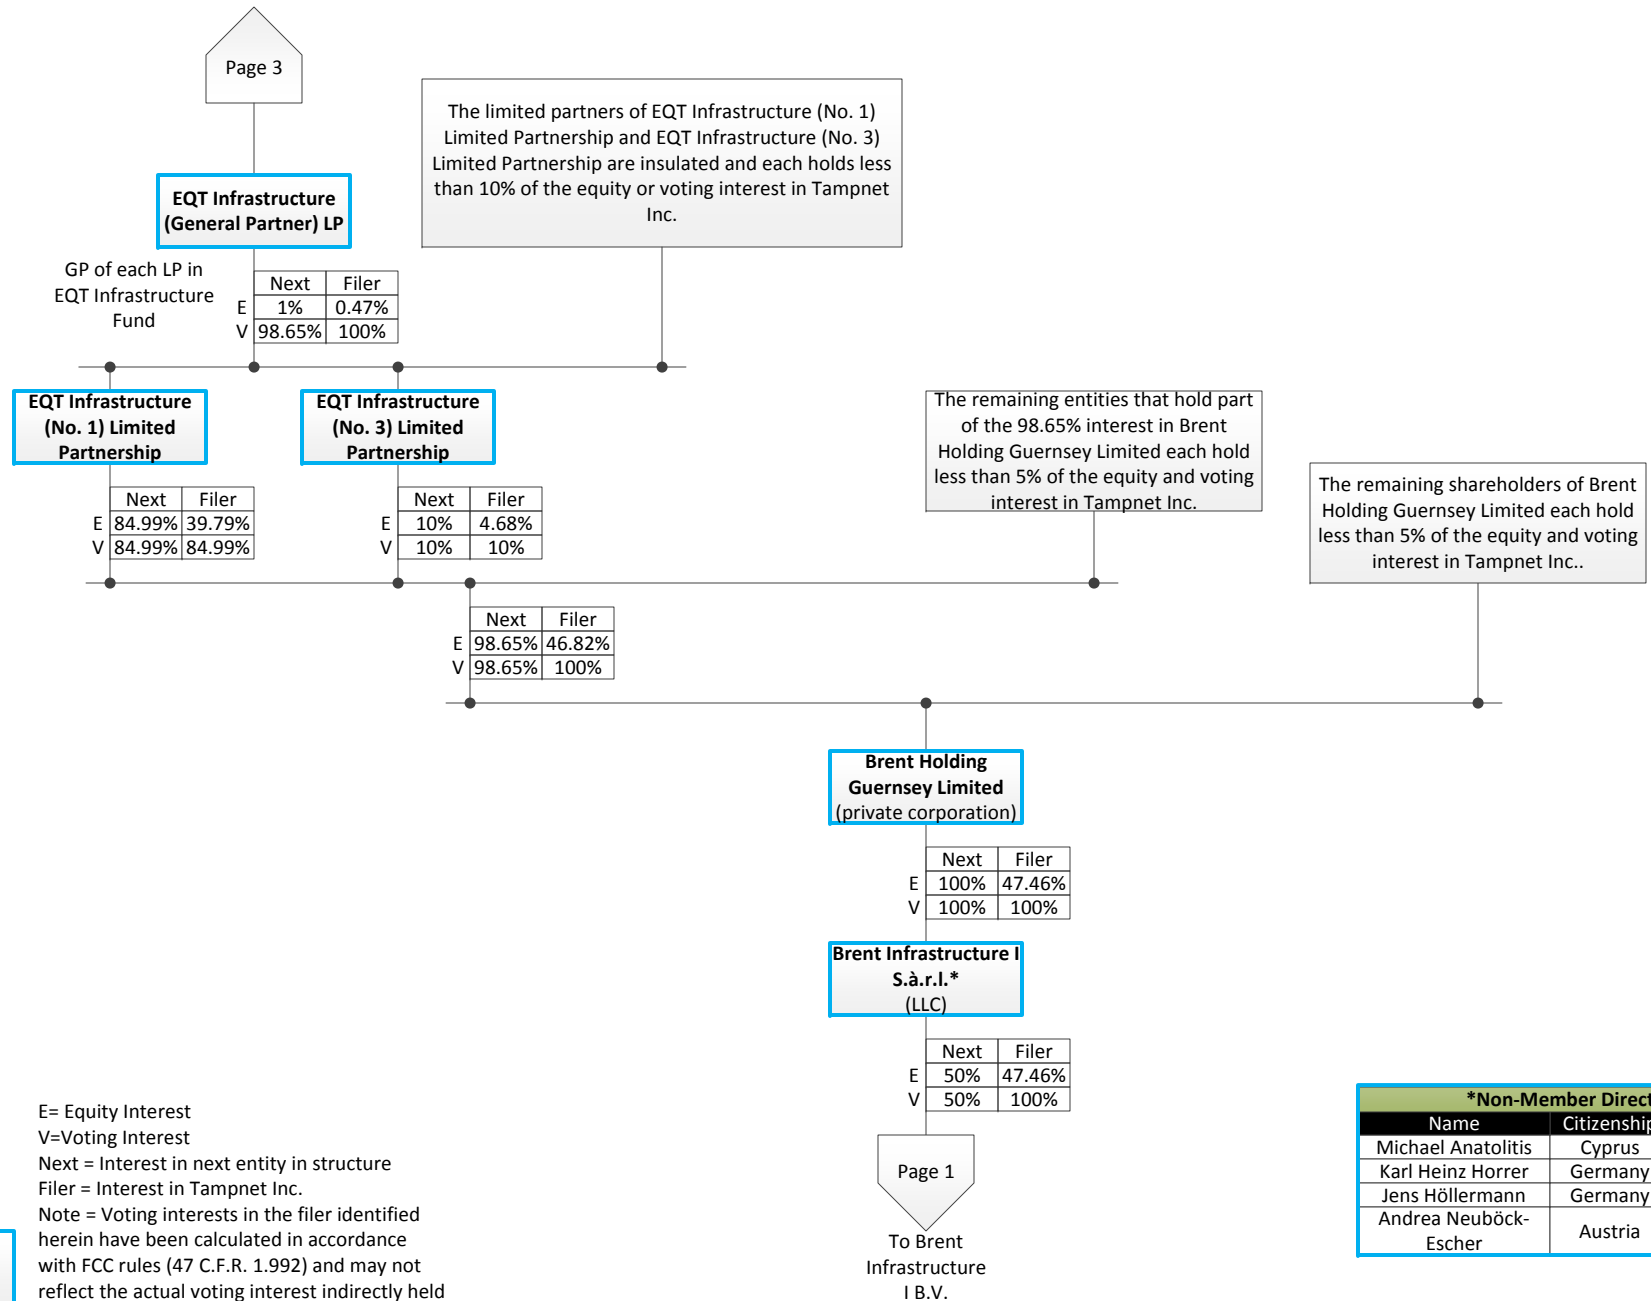 Page 3
The limited partners of EQT Infrastructure (No. 1)
Limited Partnership and EQT Infrastructure (No. 3)
Limited Partnership are insulated and each holds less
than 10% of the equity or voting interest in Tampnet
Inc.
EQT Infrastructure
(General Partner) LP
GP of each LP in
EQT Infrastructure
Fund
Next Filer
E 1% 0.47%
V 98.65% 100%
EQT Infrastructure
(No. 1) Limited
Partnership
EQT Infrastructure
(No. 3) Limited
Partnership
The remaining entities that hold part
of the 98.65% interest in Brent
Holding Guernsey Limited each hold
less than 5% of the equity and voting
interest in Tampnet Inc.
The remaining shareholders of Brent
Holding Guernsey Limited each hold
less than 5% of the equity and voting
interest in Tampnet Inc..
Next Filer
E 84.99% 39.79%
V 84.99% 84.99%
Next Filer
E 10% 4.68%
V 10% 10%
Next Filer
E 98.65% 46.82%
V 98.65% 100%
Brent Holding
Guernsey Limited
(private corporation)
Next Filer
E 100% 47.46%
V 100% 100%
Brent Infrastructure I
S.à.r.l.*
(LLC)
Next Filer
E 50% 47.46%
V 50% 100%
Page 1
To Brent
Infrastructure
I B.V.
E= Equity Interest
V=Voting Interest
Next = Interest in next entity in structure
Filer = Interest in Tampnet Inc.
Note = Voting interests in the filer identified
herein have been calculated in accordance
with FCC rules (47 C.F.R. 1.992) and may not
reflect the actual voting interest indirectly held
*Non-Member Direct
Name Citizenship
Michael Anatolitis Cyprus
Karl Heinz Horrer Germany
Jens Höllermann Germany
Andrea Neuböck-
Escher Austria